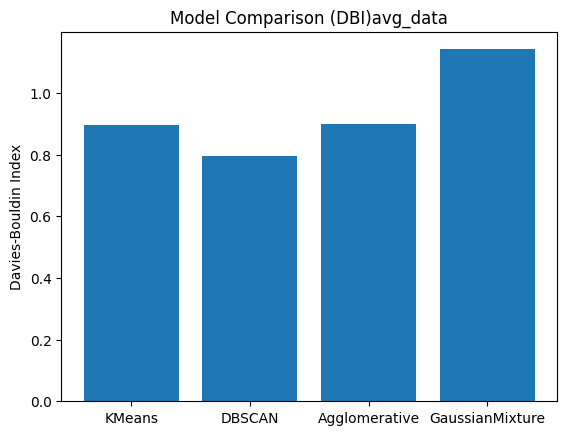 Model Comparison (DBI)avg_data
Davies-Bouldin Index
1.0
0.8
0.6
0.4
0.2
0.0
KMeans
DBSCAN
Agglomerative
GaussianMixture